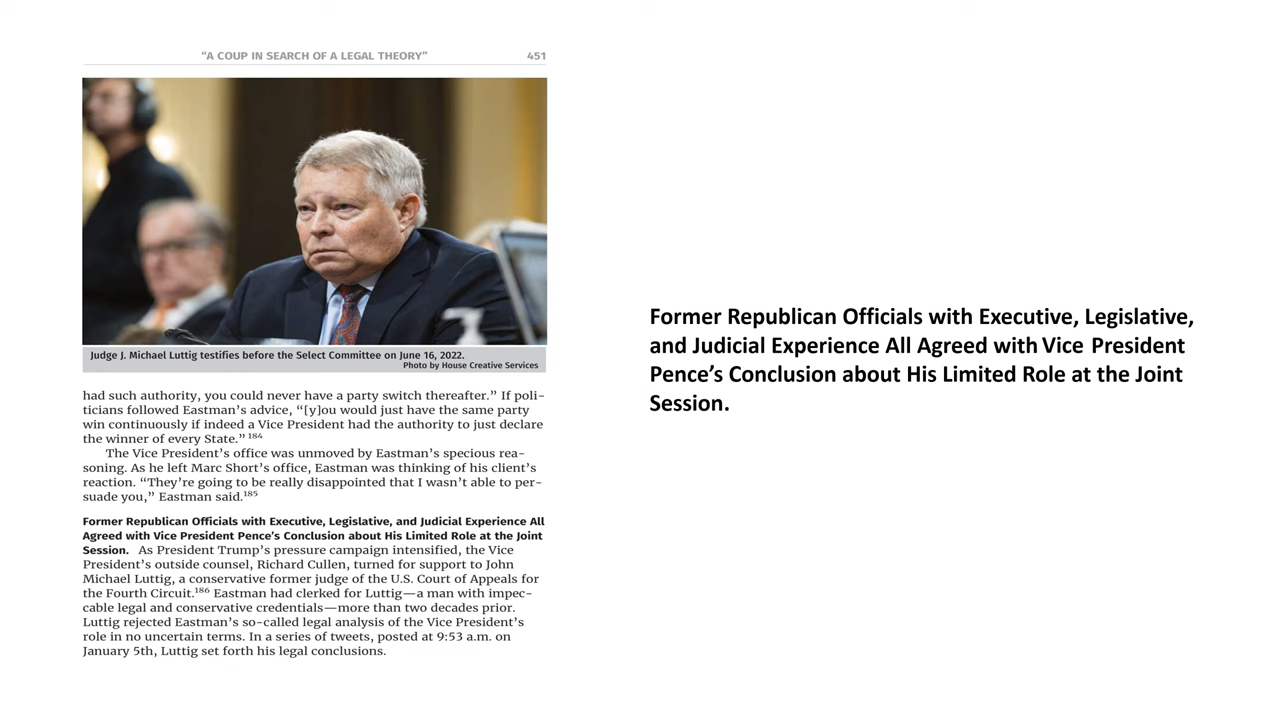 “A COUP IN SEARCH OF A LEGAL THEORY” 451
Judge J. Michael Luttig testifies before the Select Committee on June 16, 2022.
Photo by House Creative Services
had such authority, you could never have a party switch thereafter.” If poli-
ticians followed Eastman’s advice, “[y]ou would just have the same party
win continuously if indeed a Vice President had the authority to just declare
the winner of every State.” 184
The Vice President’s office was unmoved by Eastman’s specious rea-
soning. As he left Marc Short’s office, Eastman was thinking of his client’s
reaction. “They’re going to be really disappointed that I wasn’t able to per-
suade you,” Eastman said.185
Former Republican Officials with Executive, Legislative, and Judicial Experience All
Agreed with Vice President Pence’s Conclusion about His Limited Role at the Joint
Session. As President Trump’s pressure campaign intensified, the Vice
President’s outside counsel, Richard Cullen, turned for support to John
Michael Luttig, a conservative former judge of the U.S. Court of Appeals for
the Fourth Circuit.186 Eastman had clerked for Luttig—a man with impec-
cable legal and conservative credentials—more than two decades prior.
Luttig rejected Eastman’s so-called legal analysis of the Vice President’s
role in no uncertain terms. In a series of tweets, posted at 9:53 a.m. on
January 5th, Luttig set forth his legal conclusions.
Former Republican Officials with Executive, Legislative,
and Judicial Experience All Agreed with Vice President
Pence’s Conclusion about His Limited Role at the Joint
Session.